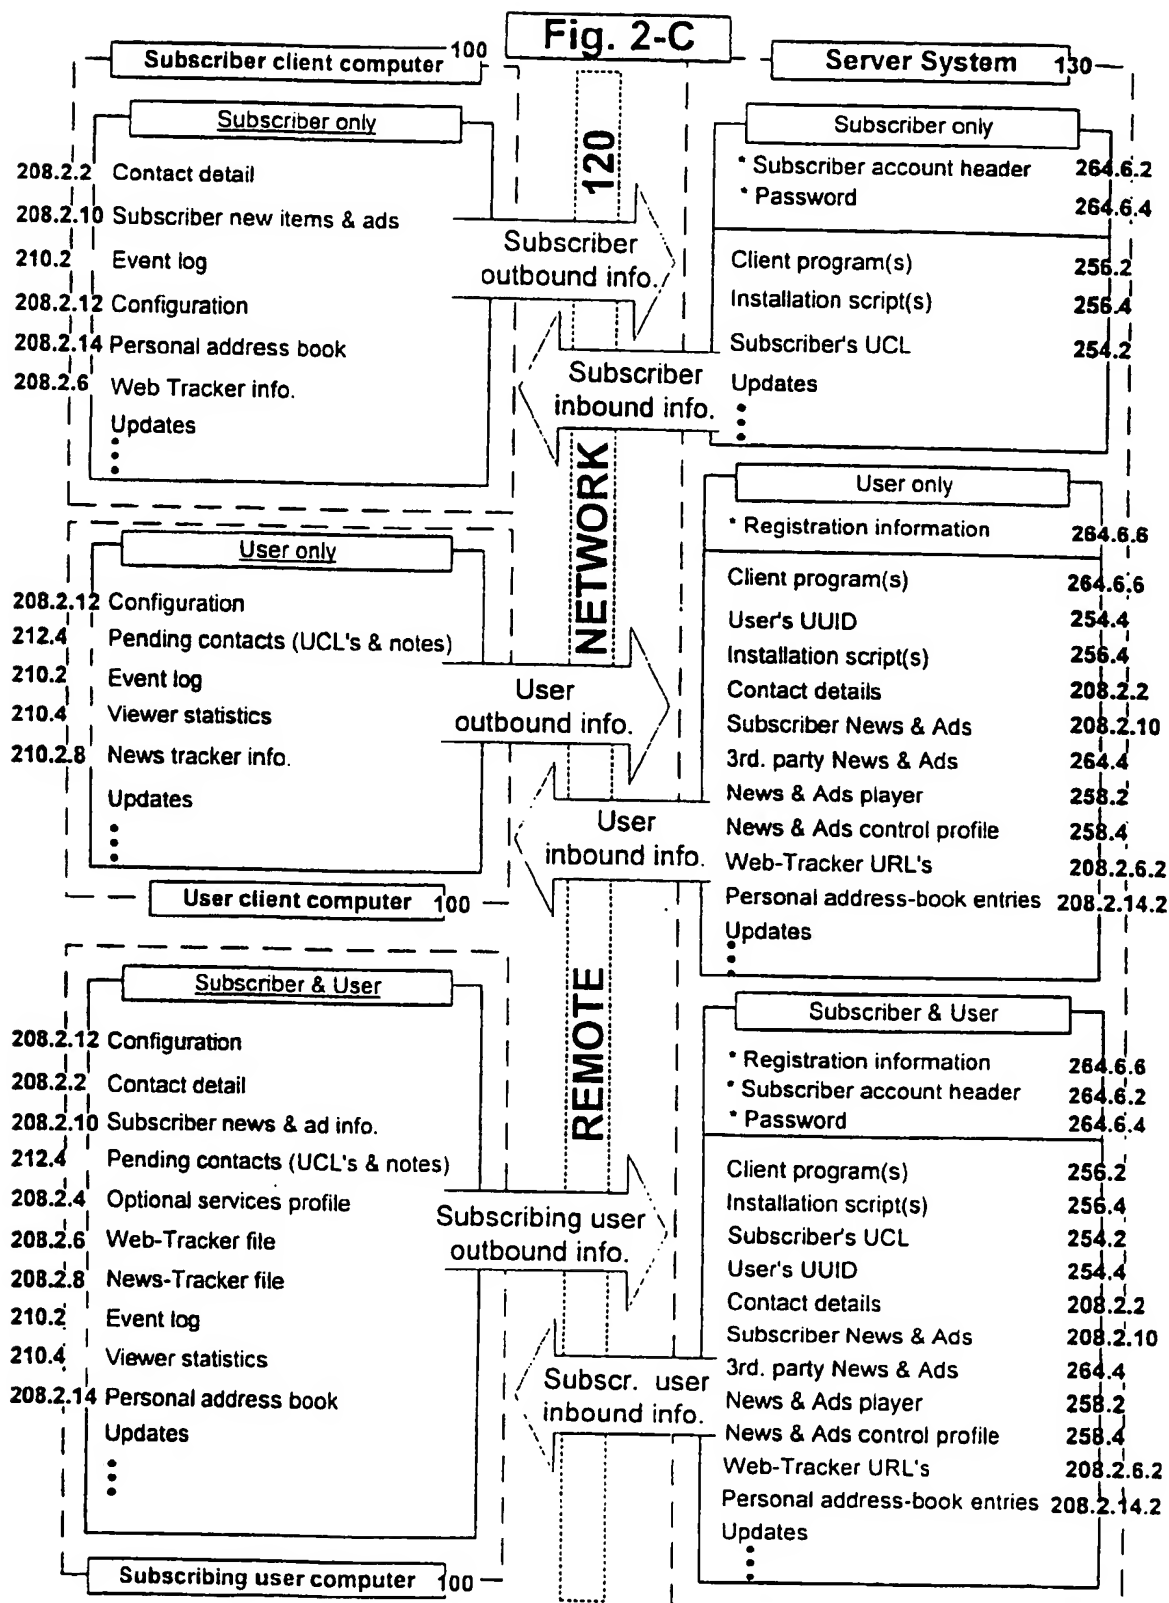 Fig. 2-C
Subscriber client computer 100
Subscriber only
208.2.2 Contact detail
208.2.10 Subscriber new items & ads
210.2 Event log
208.2.12 Configuration
208.2.14 Personal address book
208.2.6 Web Tracker info.
Updates
User only
208.2.12 Configuration
212.4 Pending contacts (UCL's & notes)
210.2 Event log
210.4 Viewer statistics
210.2.8 News tracker info.
Updates
User client computer 100
Subscriber & User
208.2.12 Configuration
208.2.2 Contact detail
208.2.10 Subscriber news & ad info.
212.4 Pending contacts (UCL's & notes)
208.2.4 Optional services profile
208.2.6 Web-Tracker file
208.2.8 News-Tracker file
210.2 Event log
210.4 Viewer statistics
208.2.14 Personal address book
Updates
Subscribing user computer 100
REMOTE NETWORK 120
Subscriber
outbound info.
Subscriber
inbound info.
User
outbound info.
User
inbound info.
Subscribing user
outbound info.
Subscr. user
inbound info.
Server System 130
Subscriber only
* Subscriber account header 264.6.2
* Password 264.6.4
Client program(s) 256.2
Installation script(s) 256.4
Subscriber's UCL 254.2
Updates
User only
* Registration information 264.6.6
Client program(s) 264.6.6
User's UUID 254.4
Installation script(s) 256.4
Contact details 208.2.2
Subscriber News & Ads 208.2.10
3rd. party News & Ads 264.4
News & Ads player 258.2
News & Ads control profile 258.4
Web-Tracker URL's 208.2.6.2
Personal address-book entries 208.2.14.2
Updates
Subscriber & User
* Registration information 264.6.6
* Subscriber account header 264.6.2
* Password 264.6.4
Client program(s) 256.2
Installation script(s) 256.4
Subscriber's UCL 254.2
User's UUID 254.4
Contact details 208.2.2
Subscriber News & Ads 208.2.10
3rd. party News & Ads 264.4
News & Ads player 258.2
News & Ads control profile 258.4
Web-Tracker URL's 208.2.6.2
Personal address-book entries 208.2.14.2
Updates